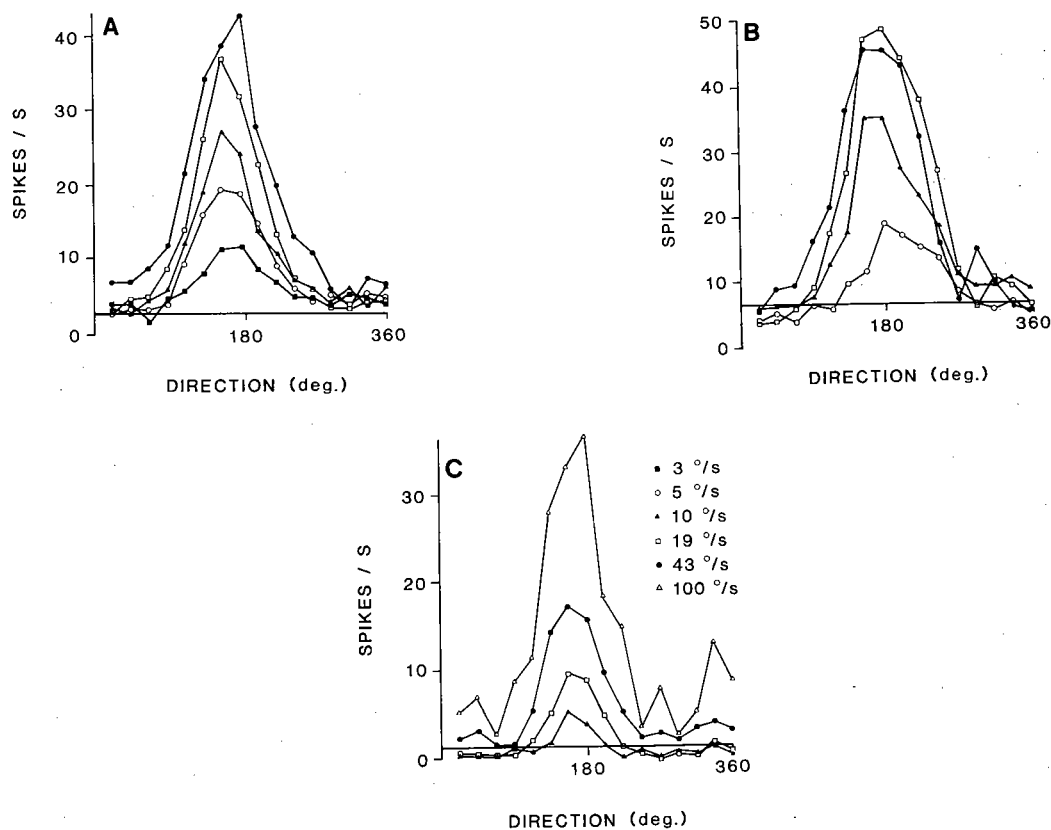 A
40
30
20
10
0
SPIKES / S
180
360
DIRECTION (deg.)
B
50
40
30
20
10
0
SPIKES / S
180
360
DIRECTION (deg.)
C
30
20
10
0
SPIKES / S
3 °/s
5 °/s
10 °/s
19 °/s
43 °/s
100 °/s
180
360
DIRECTION (deg.)